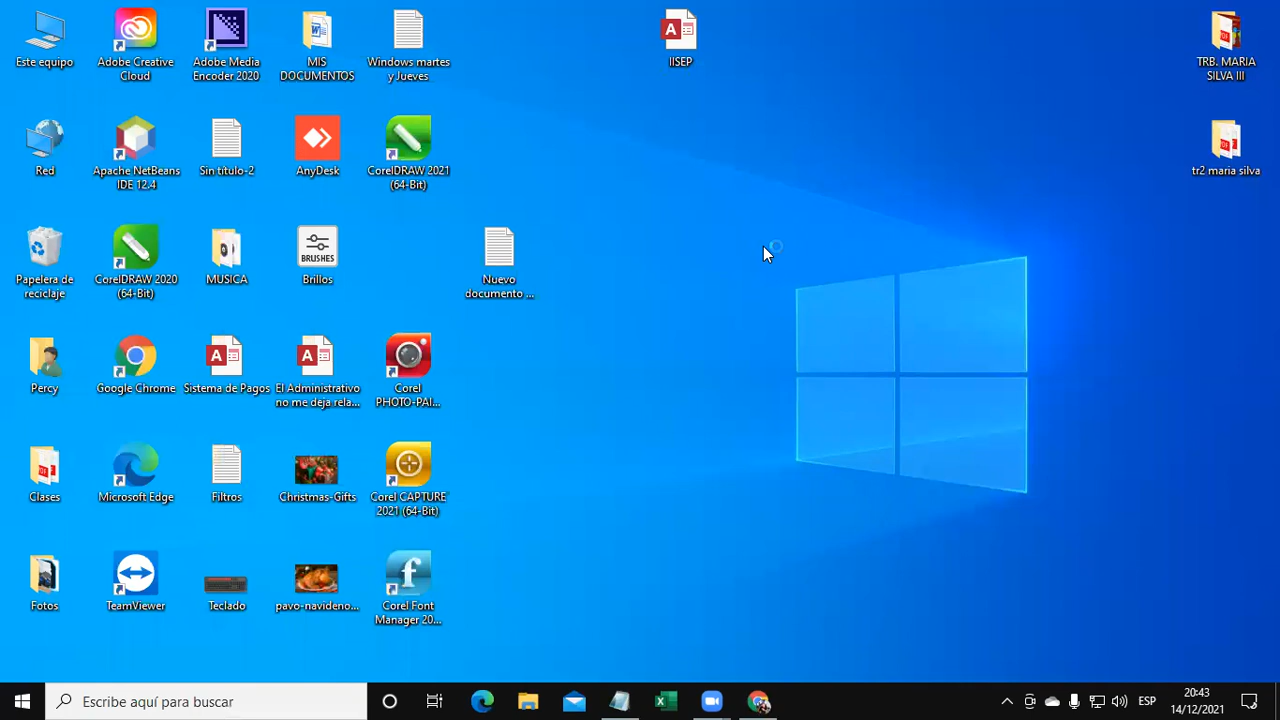 Este equipo
Adobe Creative
Cloud
Adobe Media
Encoder 2020
MIS
DOCUMENTOS
Windows martes
y Jueves
IISEP
TRB. MARIA
SILVA III
Red
Apache NetBeans
IDE 12.4
Sin título-2
AnyDesk
CorelDRAW 2021
(64-Bit)
tr2 maria silva
Papelera de
reciclaje
CorelDRAW 2020
(64-Bit)
MUSICA
BRUSHES
Brillos
Nuevo
documento ...
Percy
Google Chrome
Sistema de Pagos
El Administrativo
no me deja rela...
Corel
PHOTO-PAI...
Clases
Microsoft Edge
Filtros
Christmas-Gifts
Corel CAPTURE
2021 (64-Bit)
Fotos
TeamViewer
Teclado
pavo-navideno...
Corel Font
Manager 20...
Escribe aquí para buscar
ESP
20:43
14/12/2021